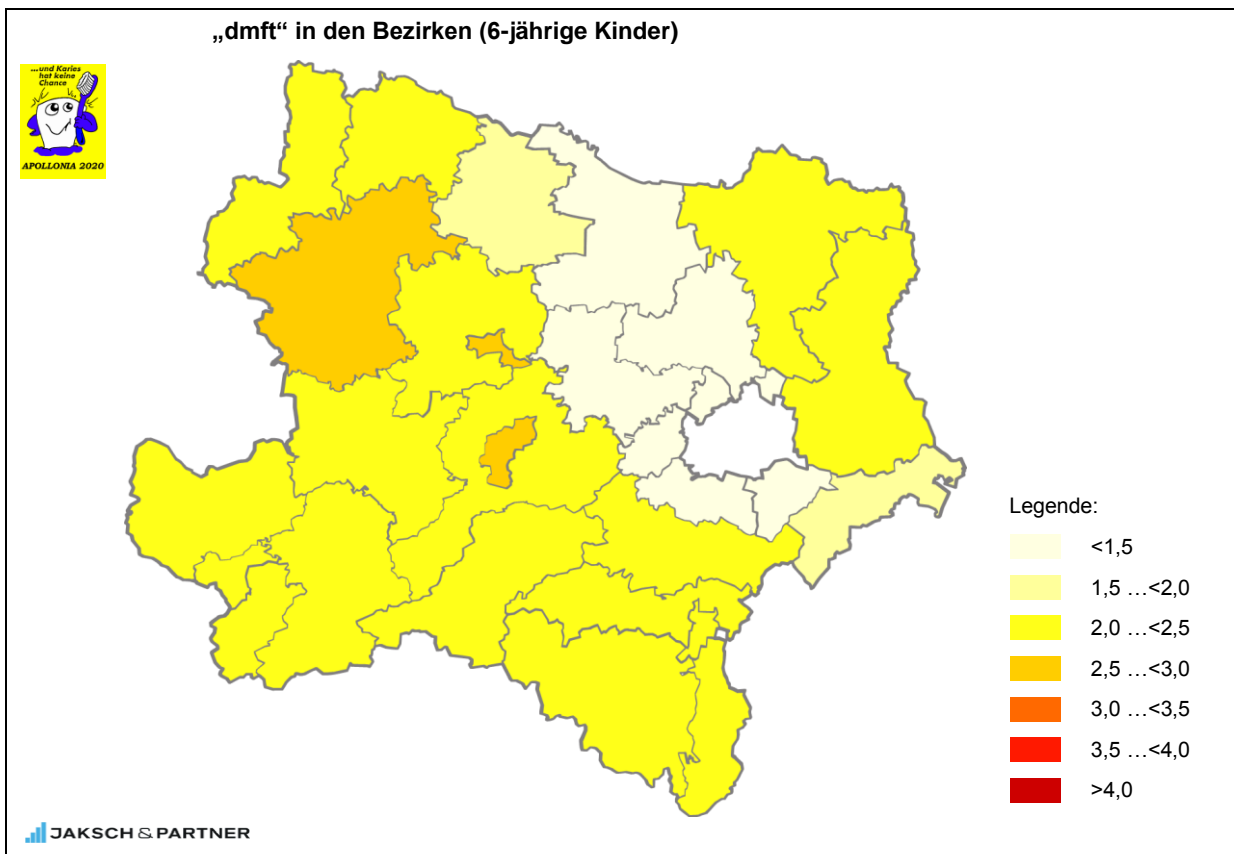 „dmft“ in den Bezirken (6-jährige Kinder)
...und Karies
hat keine
Chance
APOLLONIA 2020
Legende:
<1,5
1,5 …<2,0
2,0 …<2,5
2,5 …<3,0
3,0 …<3,5
3,5 …<4,0
>4,0
JAKSCH & PARTNER